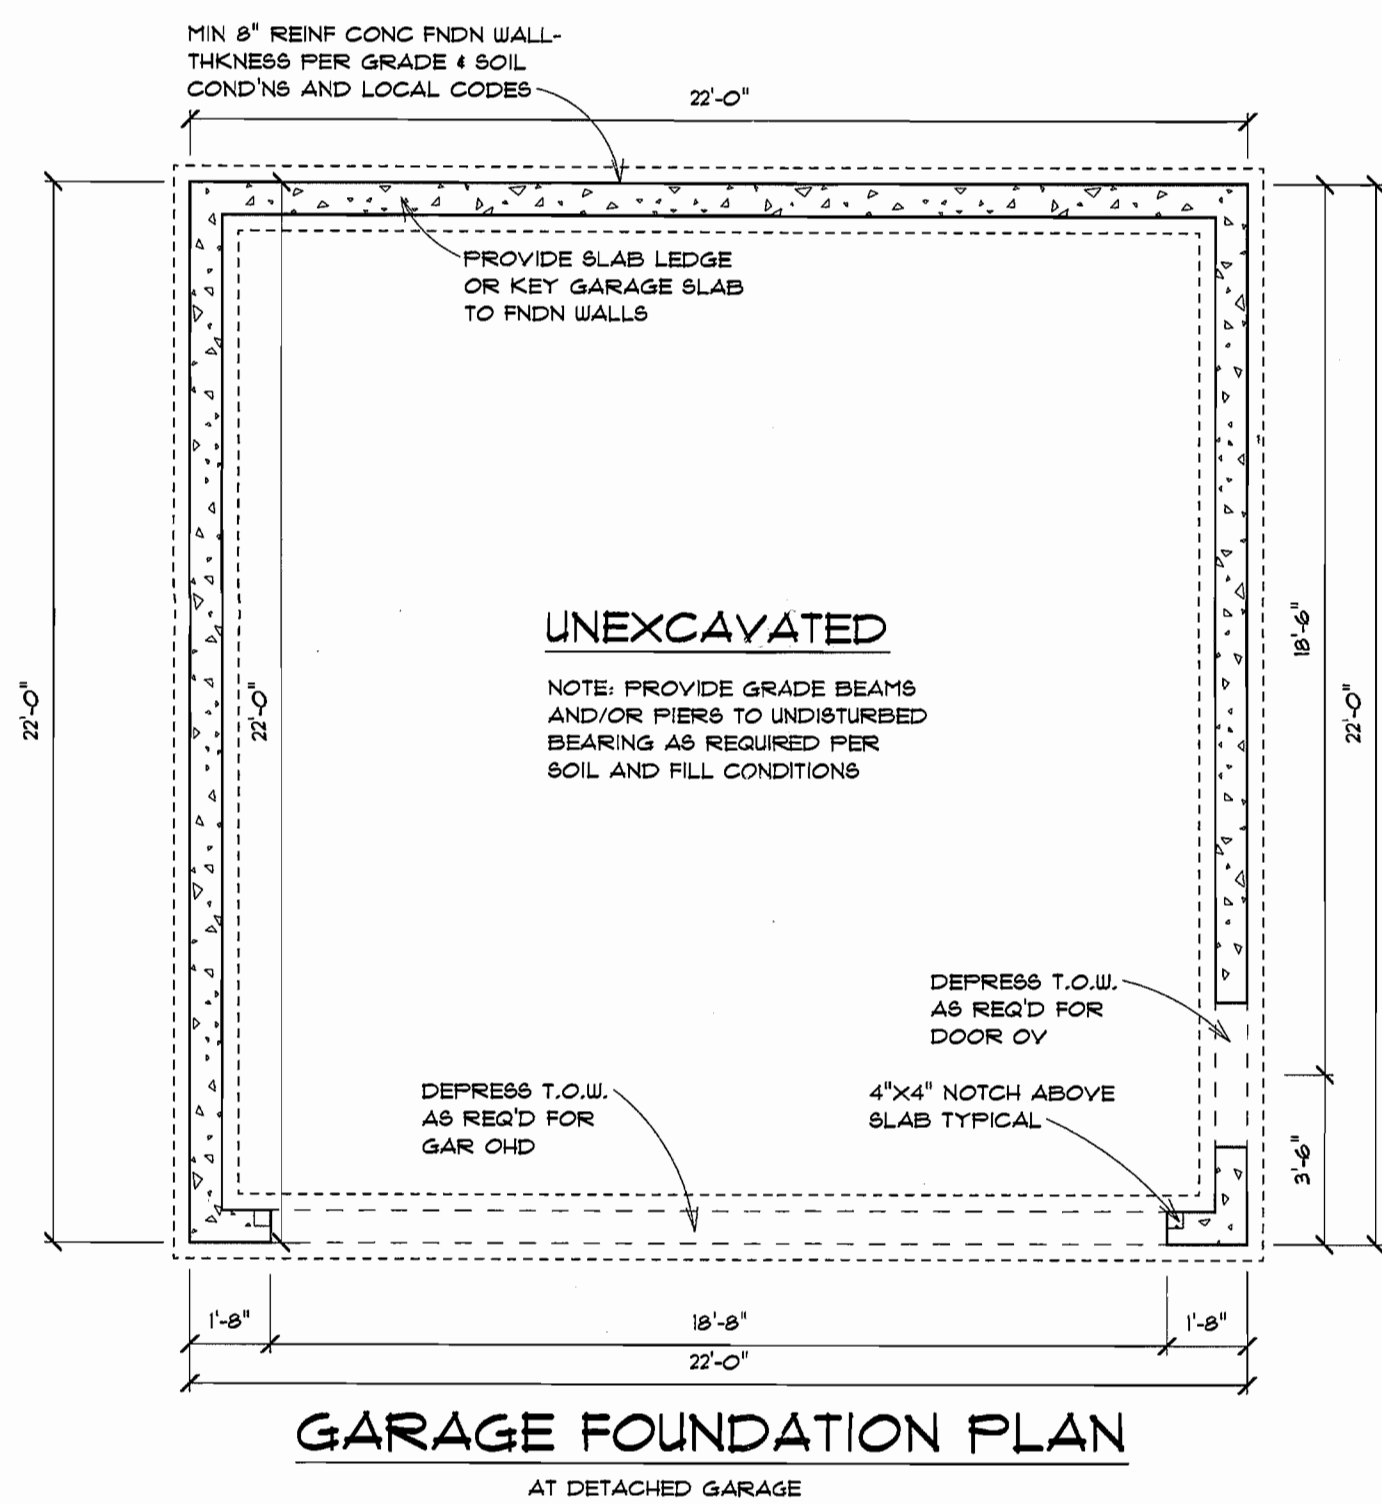 MIN 8" REINF CONC FNDN WALL-
THKNESS PER GRADE & SOIL
COND'NS AND LOCAL CODES
22'-0"
PROVIDE SLAB LEDGE
OR KEY GARAGE SLAB
TO FNDN WALLS
22'-0"
22'-0"
UNEXCAVATED
NOTE: PROVIDE GRADE BEAMS
AND/OR PIERS TO UNDISTURBED
BEARING AS REQUIRED PER
SOIL AND FILL CONDITIONS
18'-6"
22'-0"
DEPRESS T.O.W.
AS REQ'D FOR
DOOR OV
DEPRESS T.O.W.
AS REQ'D FOR
GAR OHD
4"X4" NOTCH ABOVE
SLAB TYPICAL
3'-6"
1'-8"
18'-8"
1'-8"
22'-0"
GARAGE FOUNDATION PLAN
AT DETACHED GARAGE